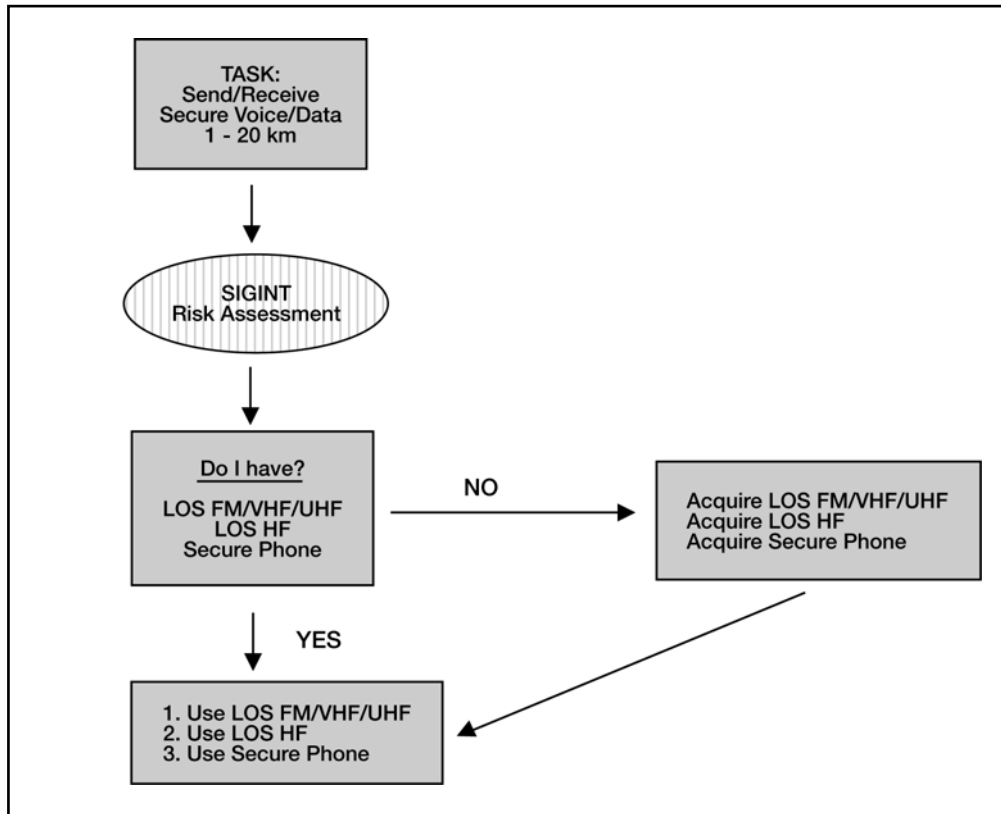 TASK:
Send/Receive
Secure Voice/Data
1 - 20 km
SIGINT
Risk Assessment
Do I have?
LOS FM/VHF/UHF
LOS HF
Secure Phone
NO
Acquire LOS FM/VHF/UHF
Acquire LOS HF
Acquire Secure Phone
YES
1. Use LOS FM/VHF/UHF
2. Use LOS HF
3. Use Secure Phone